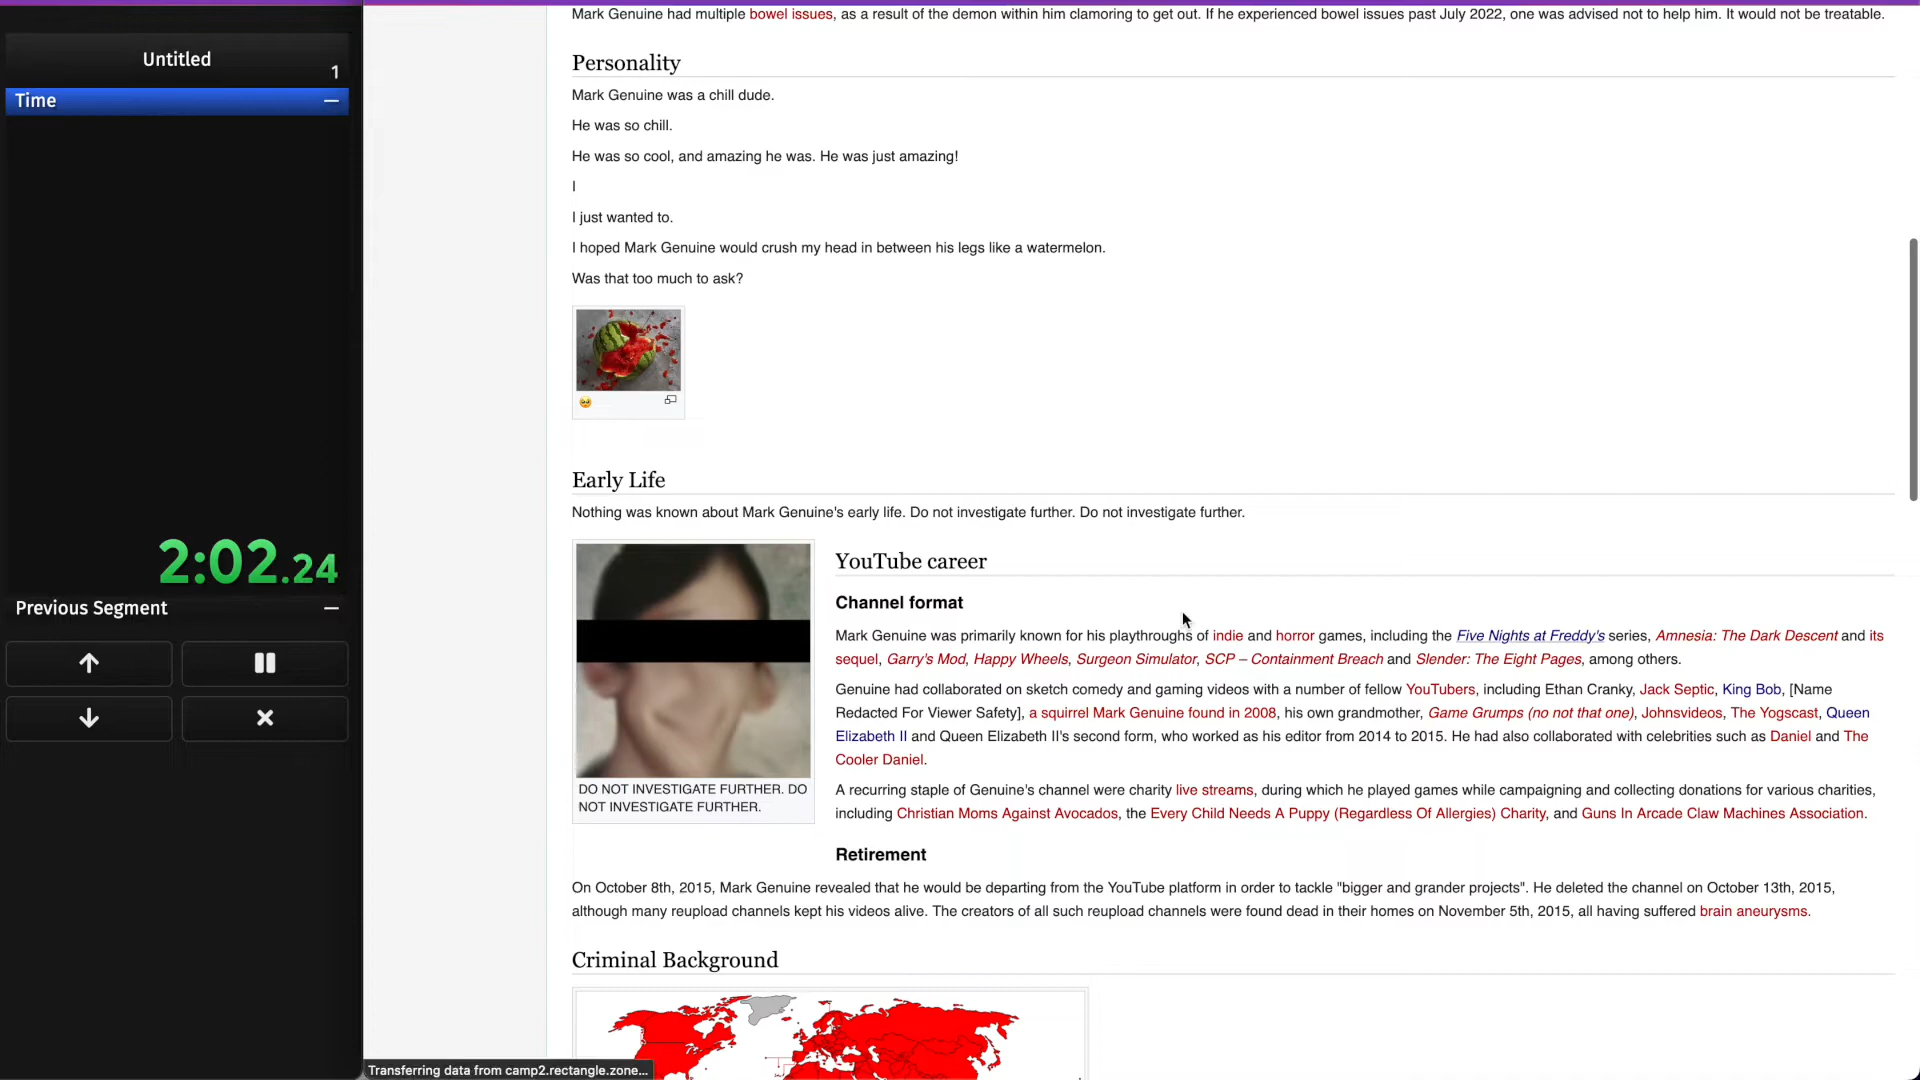 Untitled
1
Time —
2:02.24
Previous Segment —
Mark Genuine had multiple bowel issues, as a result of the demon within him clamoring to get out. If he experienced bowel issues past July 2022, one was advised not to help him. It would not be treatable.
Personality
Mark Genuine was a chill dude.
He was so chill.
He was so cool, and amazing he was. He was just amazing!
I
I just wanted to.
I hoped Mark Genuine would crush my head in between his legs like a watermelon.
Was that too much to ask?
🥺
Early Life
Nothing was known about Mark Genuine's early life. Do not investigate further. Do not investigate further.
DO NOT INVESTIGATE FURTHER. DO
NOT INVESTIGATE FURTHER.
YouTube career
Channel format
Mark Genuine was primarily known for his playthroughs of indie and horror games, including the Five Nights at Freddy's series, Amnesia: The Dark Descent and its
sequel, Garry's Mod, Happy Wheels, Surgeon Simulator, SCP – Containment Breach and Slender: The Eight Pages, among others.
Genuine had collaborated on sketch comedy and gaming videos with a number of fellow YouTubers, including Ethan Cranky, Jack Septic, King Bob, [Name
Redacted For Viewer Safety], a squirrel Mark Genuine found in 2008, his own grandmother, Game Grumps (no not that one), Johnsvideos, The Yogscast, Queen
Elizabeth II and Queen Elizabeth II's second form, who worked as his editor from 2014 to 2015. He had also collaborated with celebrities such as Daniel and The
Cooler Daniel.
A recurring staple of Genuine's channel were charity live streams, during which he played games while campaigning and collecting donations for various charities,
including Christian Moms Against Avocados, the Every Child Needs A Puppy (Regardless Of Allergies) Charity, and Guns In Arcade Claw Machines Association.
Retirement
On October 8th, 2015, Mark Genuine revealed that he would be departing from the YouTube platform in order to tackle "bigger and grander projects". He deleted the channel on October 13th, 2015,
although many reupload channels kept his videos alive. The creators of all such reupload channels were found dead in their homes on November 5th, 2015, all having suffered brain aneurysms.
Criminal Background
Transferring data from camp2.rectangle.zone...